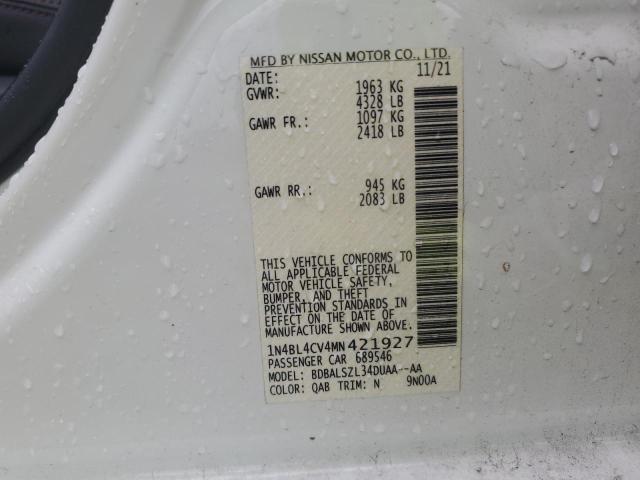 MFD BY NISSAN MOTOR CO., LTD.
DATE: 11/21
GVWR: 1963 KG
4328 LB
GAWR FR.: 1097 KG
2418 LB
GAWR RR.: 945 KG
2083 LB
THIS VEHICLE CONFORMS TO
ALL APPLICABLE FEDERAL
MOTOR VEHICLE SAFETY,
BUMPER, AND THEFT
PREVENTION STANDARDS IN
EFFECT ON THE DATE OF
MANUFACTURE SHOWN ABOVE.
1N4BL4CV4MN421927
PASSENGER CAR 689546
MODEL: BDBALSZL34DUAA--AA
COLOR: QAB TRIM: N 9N00A